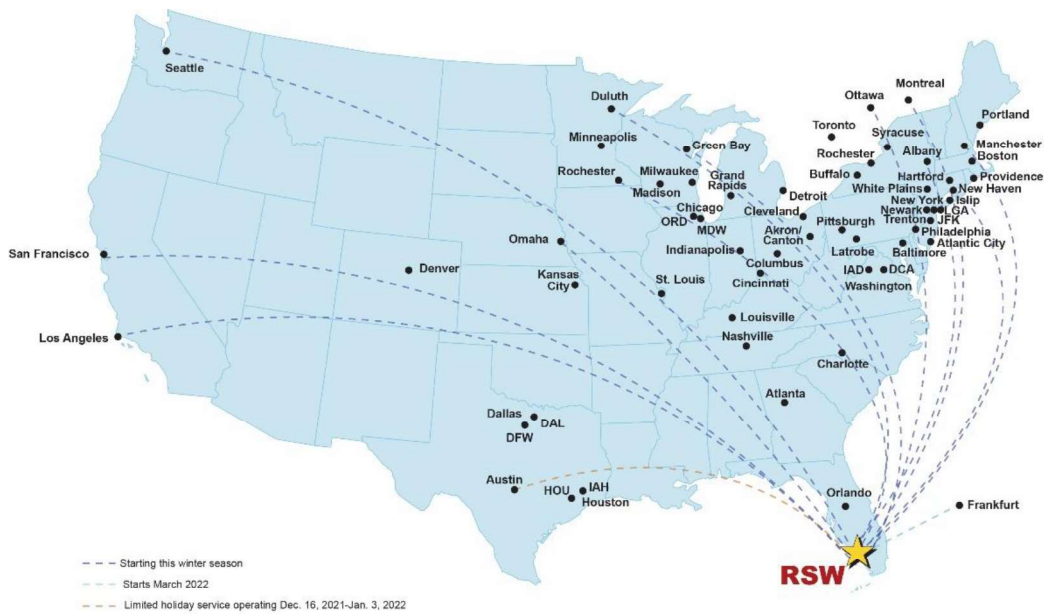 Seattle
San Francisco
Los Angeles
Denver
Duluth
Minneapolis
Rochester
Green Bay
Milwaukee
Madison
Grand
Rapids
Chicago
ORD
MDW
Omaha
Kansas
City
St. Louis
Indianapolis
Detroit
Cleveland
Akron/
Canton
Columbus
Cincinnati
Louisville
Nashville
Pittsburgh
Latrobe
Toronto
Ottawa
Montreal
Syracuse
Rochester
Buffalo
Albany
Portland
Manchester
Boston
Hartford
Providence
White Plains
New Haven
New York
Islip
Newark
LGA
Trenton
JFK
Philadelphia
Atlantic City
Baltimore
IAD
DCA
Washington
Charlotte
Atlanta
Dallas
DAL
DFW
Austin
HOU
IAH
Houston
Orlando
Frankfurt
RSW
Starting this winter season
Starts March 2022
Limited holiday service operating Dec. 16, 2021-Jan. 3, 2022